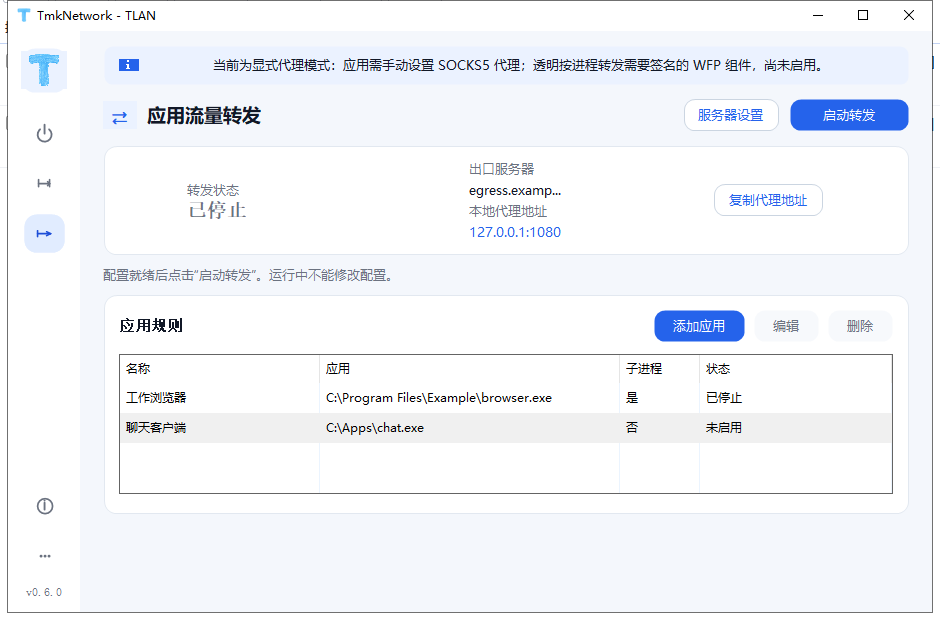 TmkNetwork - TLAN
当前为显式代理模式：应用需手动设置 SOCKS5 代理；透明按进程转发需要签名的 WFP 组件，尚未启用。
应用流量转发
服务器设置
启动转发
转发状态
已停止
出口服务器
egress.examp...
本地代理地址
127.0.0.1:1080
复制代理地址
配置就绪后点击“启动转发”。运行中不能修改配置。
应用规则
添加应用
编辑
删除
名称 应用 子进程 状态
工作浏览器 C:\Program Files\Example\browser.exe 是 已停止
聊天客户端 C:\Apps\chat.exe 否 未启用
v0.6.0